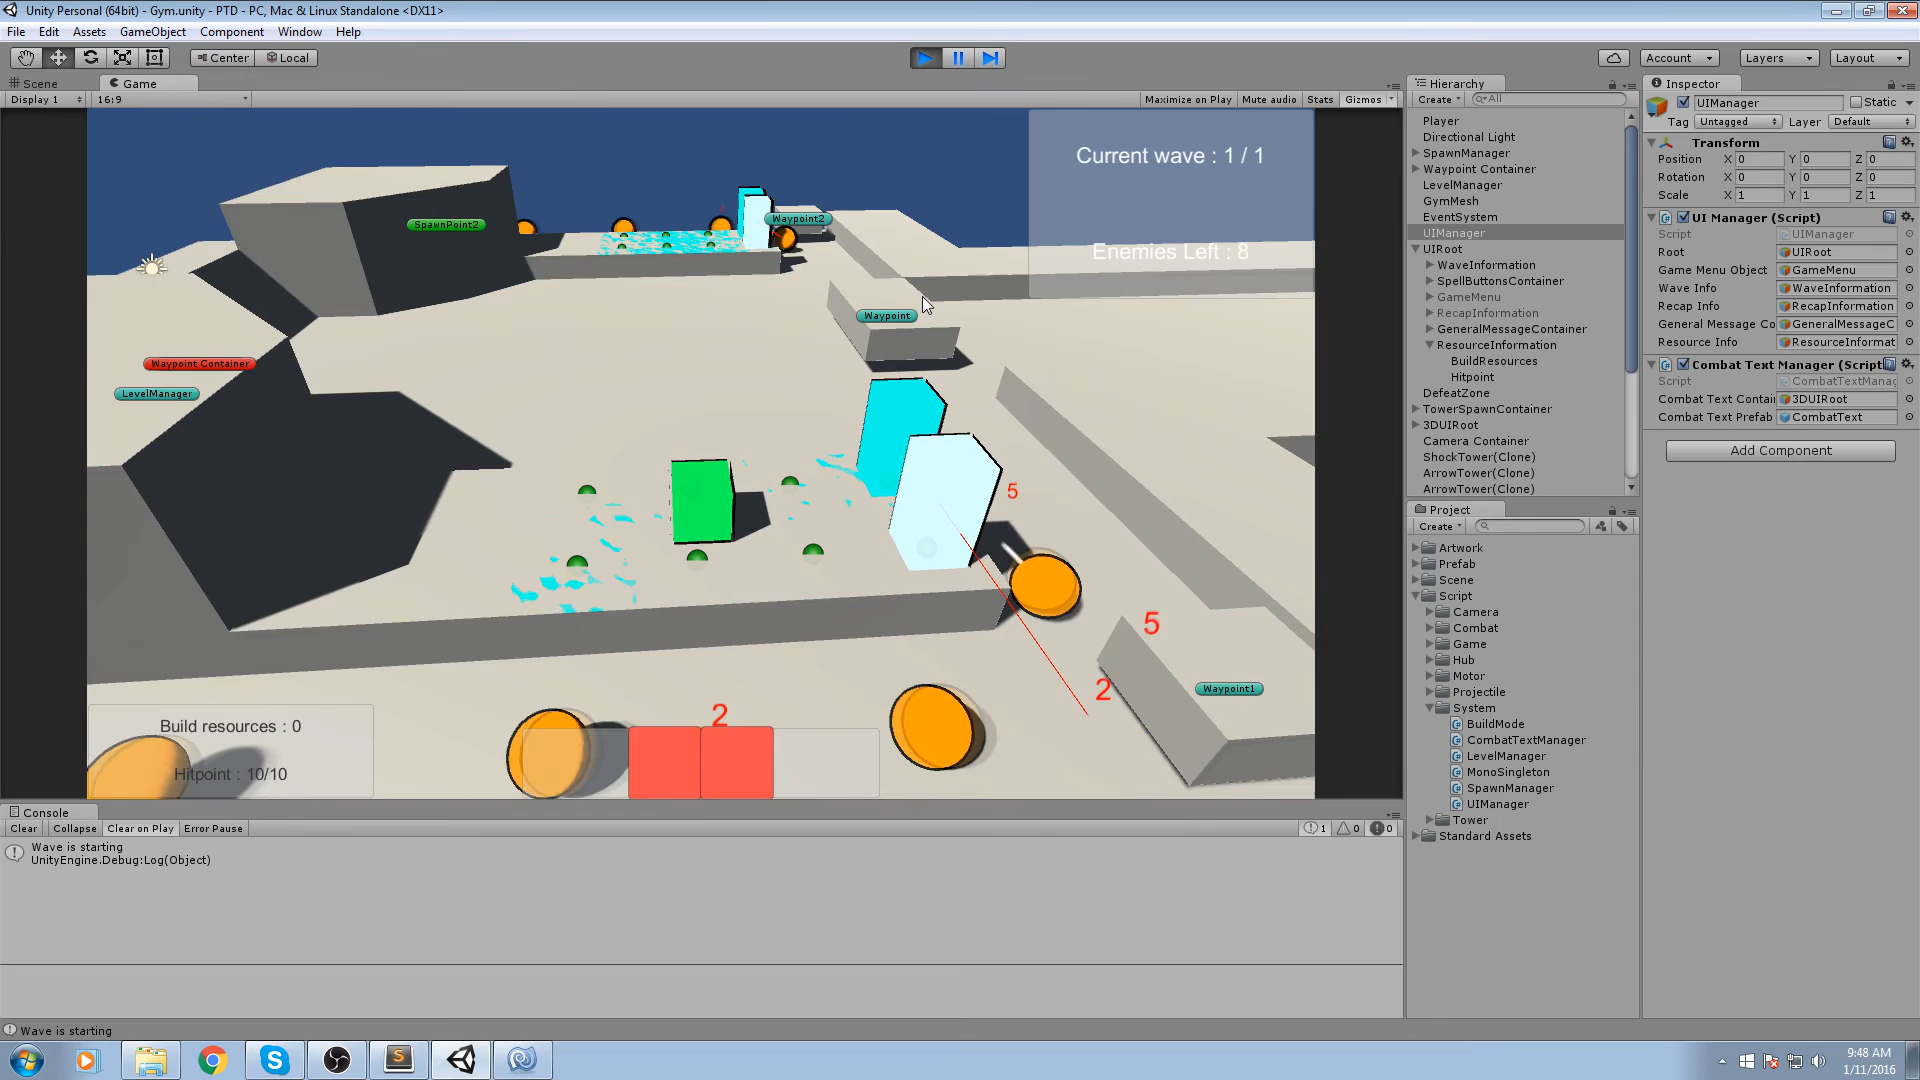 Unity Personal (64bit) - Gym.unity - PTD - PC, Mac & Linux Standalone <DX11>
File Edit Assets GameObject Component Window Help
Center Local Account Layers Layout
Scene Game
Display 1 16:9 Maximize on Play Mute audio Stats Gizmos
Current wave : 1 / 1
Enemies Left : 8
SpawnPoint2
Waypoint2
Waypoint
Waypoint Container
LevelManager
5
5
2
Waypoint1
2
Build resources : 0
Hitpoint : 10/10
Hierarchy
Create All
Player
Directional Light
SpawnManager
Waypoint Container
LevelManager
GymMesh
EventSystem
UIManager
UIRoot
WaveInformation
SpellButtonsContainer
GameMenu
RecapInformation
GeneralMessageContainer
ResourceInformation
BuildResources
Hitpoint
DefeatZone
TowerSpawnContainer
3DUIRoot
Camera Container
ShockTower(Clone)
ArrowTower(Clone)
ArrowTower(Clone)
Project
Create
Artwork
Prefab
Scene
Script
Camera
Combat
Game
Hub
Motor
Projectile
System
BuildMode
CombatTextManager
LevelManager
MonoSingleton
SpawnManager
UIManager
Tower
Standard Assets
Inspector
UIManager Static
Tag Untagged Layer Default
Transform
Position X 0 Y 0 Z 0
Rotation X 0 Y 0 Z 0
Scale X 1 Y 1 Z 1
UI Manager (Script)
Script UIManager
Root UIRoot
Game Menu Object GameMenu
Wave Info WaveInformation
Recap Info RecapInformation
General Message Co GeneralMessageC
Resource Info ResourceInformat
Combat Text Manager (Script
Script CombatTextManag
Combat Text Contai 3DUIRoot
Combat Text Prefab CombatText
Add Component
Console
Clear Collapse Clear on Play Error Pause 1 0 0
Wave is starting
UnityEngine.Debug:Log(Object)
Wave is starting
9:48 AM
1/11/2016